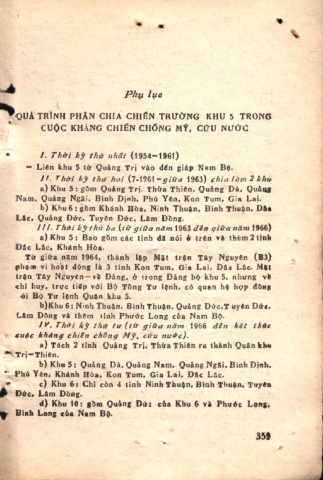 Phụ lục
QUÁ TRÌNH PHÂN CHIA CHIẾN TRƯỜNG KHU 5 TRONG
CUỘC KHÁNG CHIẾN CHỐNG MỸ, CỨU NƯỚC
I. Thời kỳ thứ nhất (1954-1961)
— Liên khu 5 từ Quảng Trị vào đến giáp Nam Bộ.
II. Thời kỳ thứ hai (7-1961-giữa 1963) chia làm 2 khu
a) Khu 5: gồm Quảng Trị, Thừa Thiên, Quảng Đà, Quảng
Nam, Quảng Ngãi, Bình Định, Phú Yên, Kon Tum, Gia Lai.
b) Khu 6: gồm Khánh Hòa, Ninh Thuận, Bình Thuận, Đắc
Lắc, Quảng Đức, Tuyên Đức, Lâm Đồng.
III. Thời kỳ thứ ba (từ giữa năm 1963 đến giữa năm 1966)
a) Khu 5: Bao gồm các tỉnh đã nói ở trên và thêm 2 tỉnh
Đắc Lắc, Khánh Hòa.
Từ giữa năm 1964, thành lập Mặt trận Tây Nguyên (B3)
phạm vi hoạt động là 3 tỉnh Kon Tum, Gia Lai, Đắc Lắc. Mặt
trận Tây Nguyên — về Đảng, ở trong Đảng bộ khu 5, nhưng về
chỉ huy, trực tiếp với Bộ Tổng Tư lệnh, có quan hệ hợp đồng
với Bộ Tư lệnh Quân khu 5.
b) Khu 6: Ninh Thuận, Bình Thuận, Quảng Đức, Tuyên Đức,
Lâm Đồng và thêm tỉnh Phước Long của Nam Bộ.
IV. Thời kỳ thứ tư (từ giữa năm 1966 đến kết thúc
cuộc kháng chiến chống Mỹ, cứu nước).
a) Tách 2 tỉnh Quảng Trị, Thừa Thiên ra thành Quân khu
Trị-Thiên.
b) Khu 5: Quảng Đà, Quảng Nam, Quảng Ngãi, Bình Định,
Phú Yên, Khánh Hòa, Kon Tum, Gia Lai, Đắc Lắc.
c) Khu 6: Chỉ còn 4 tỉnh Ninh Thuận, Bình Thuận, Tuyên
Đức, Lâm Đồng.
d) Khu 10: gồm Quảng Đức của Khu 6 và Phước Long,
Bình Long của Nam Bộ.
359